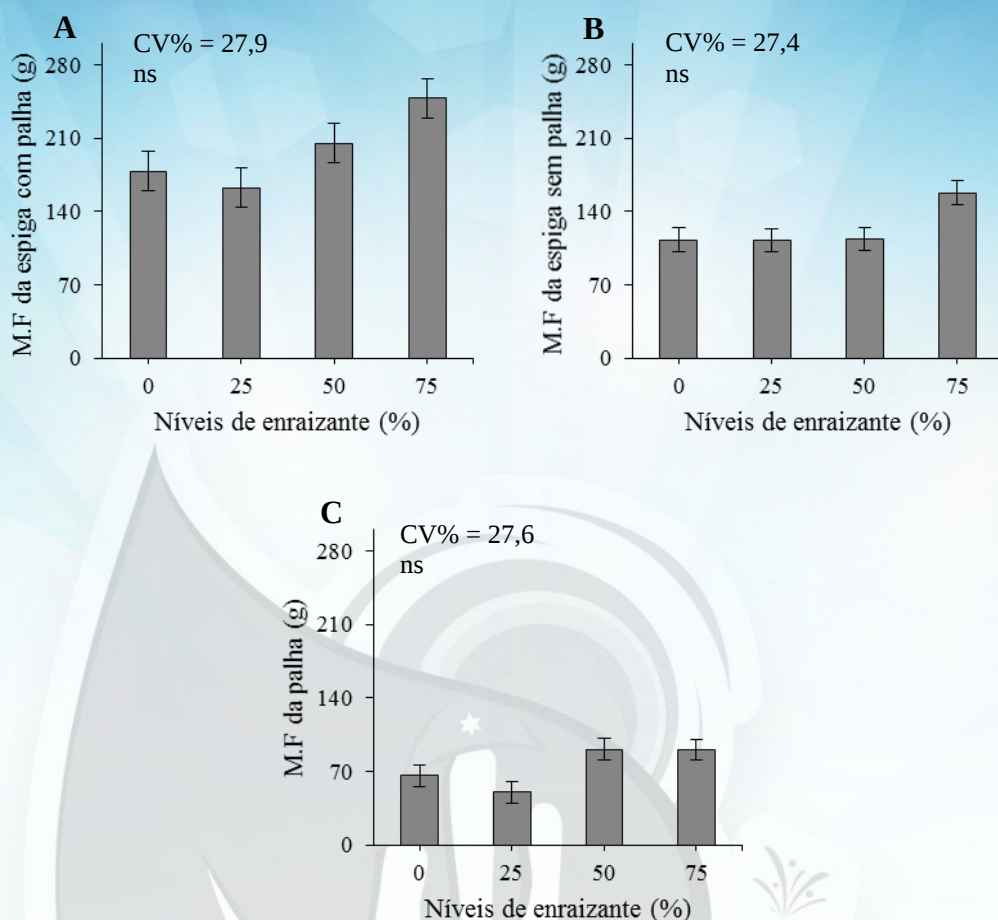 A
CV% = 27,9
ns
M.F da espiga com palha (g)
280
210
140
70
0
0 25 50 75
Níveis de enraizante (%)
B
CV% = 27,4
ns
M.F da espiga sem palha (g)
280
210
140
70
0
0 25 50 75
Níveis de enraizante (%)
C
CV% = 27,6
ns
M.F da palha (g)
280
210
140
70
0
0 25 50 75
Níveis de enraizante (%)